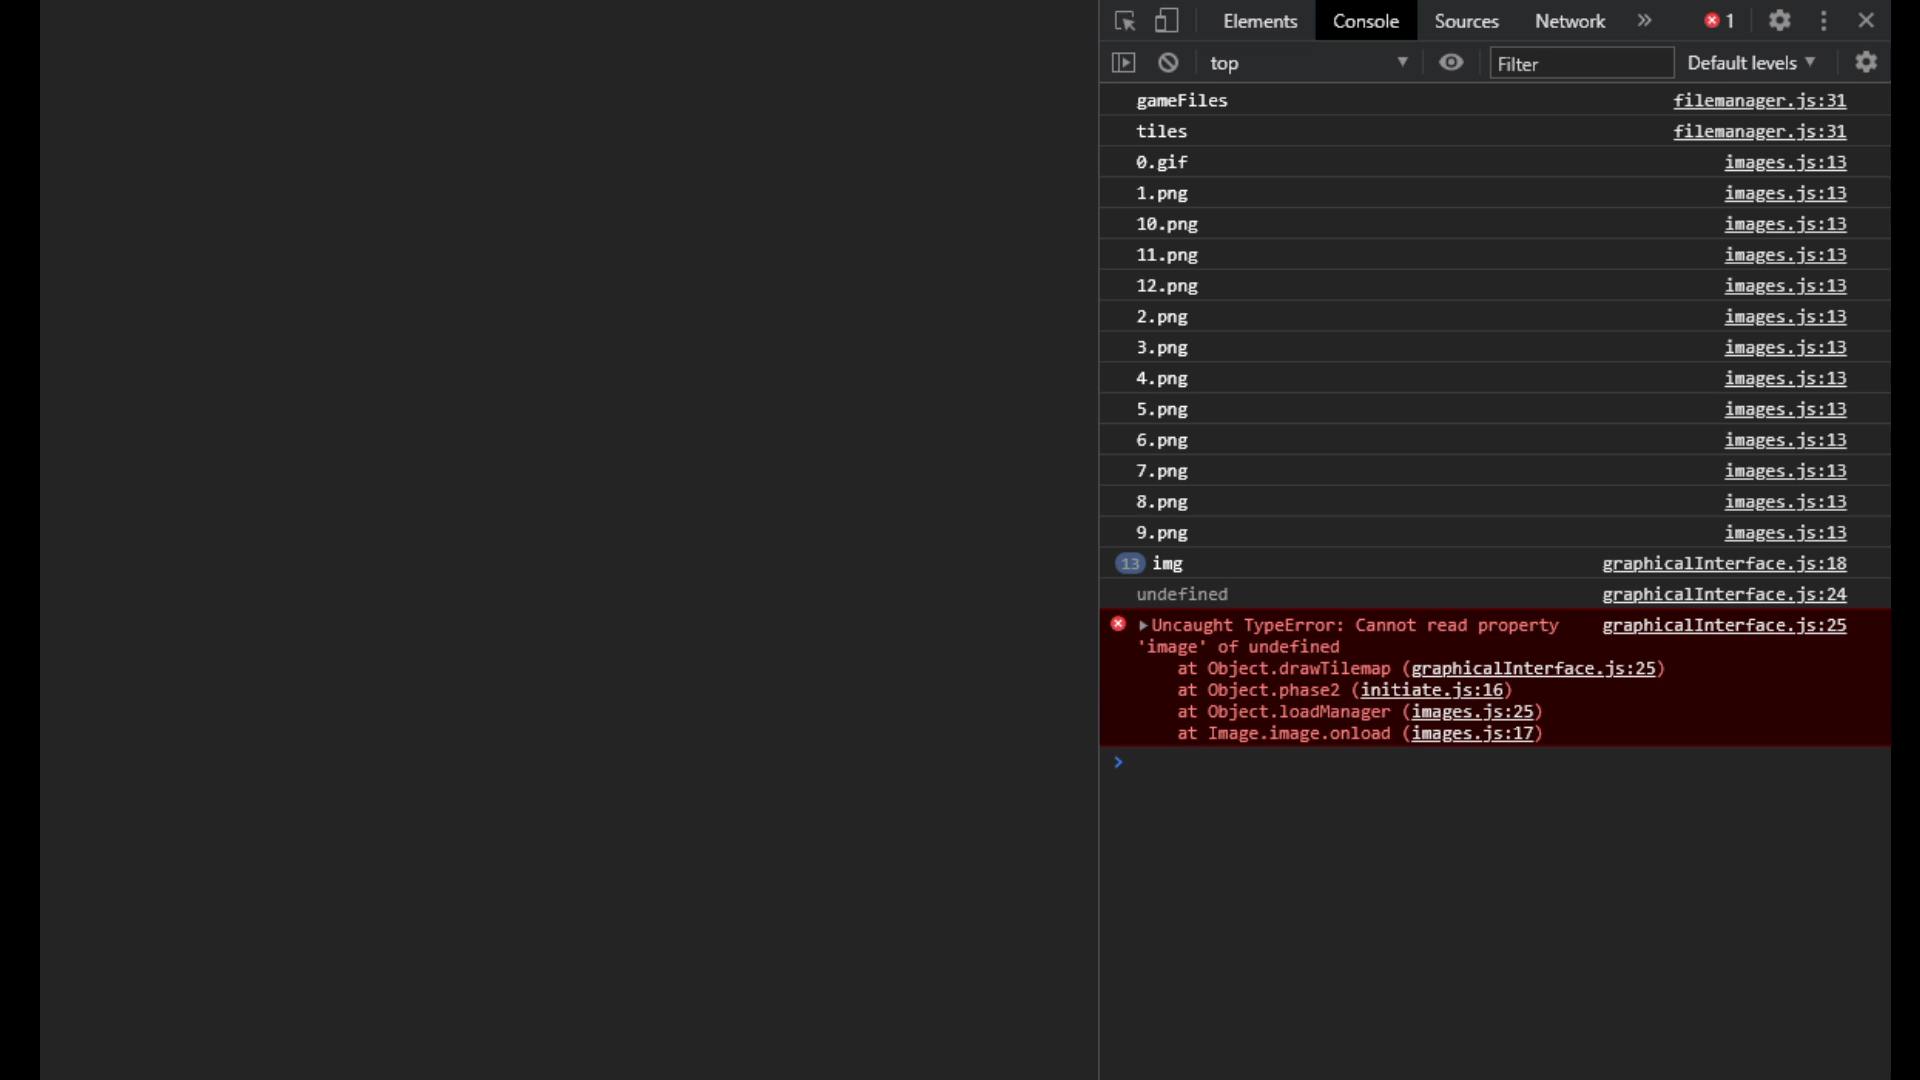 Elements Console Sources Network » 1
top Filter Default levels
gameFiles filemanager.js:31
tiles filemanager.js:31
0.gif images.js:13
1.png images.js:13
10.png images.js:13
11.png images.js:13
12.png images.js:13
2.png images.js:13
3.png images.js:13
4.png images.js:13
5.png images.js:13
6.png images.js:13
7.png images.js:13
8.png images.js:13
9.png images.js:13
13 img graphicalInterface.js:18
undefined graphicalInterface.js:24
Uncaught TypeError: Cannot read property graphicalInterface.js:25
'image' of undefined
at Object.drawTilemap (graphicalInterface.js:25)
at Object.phase2 (initiate.js:16)
at Object.loadManager (images.js:25)
at Image.image.onload (images.js:17)